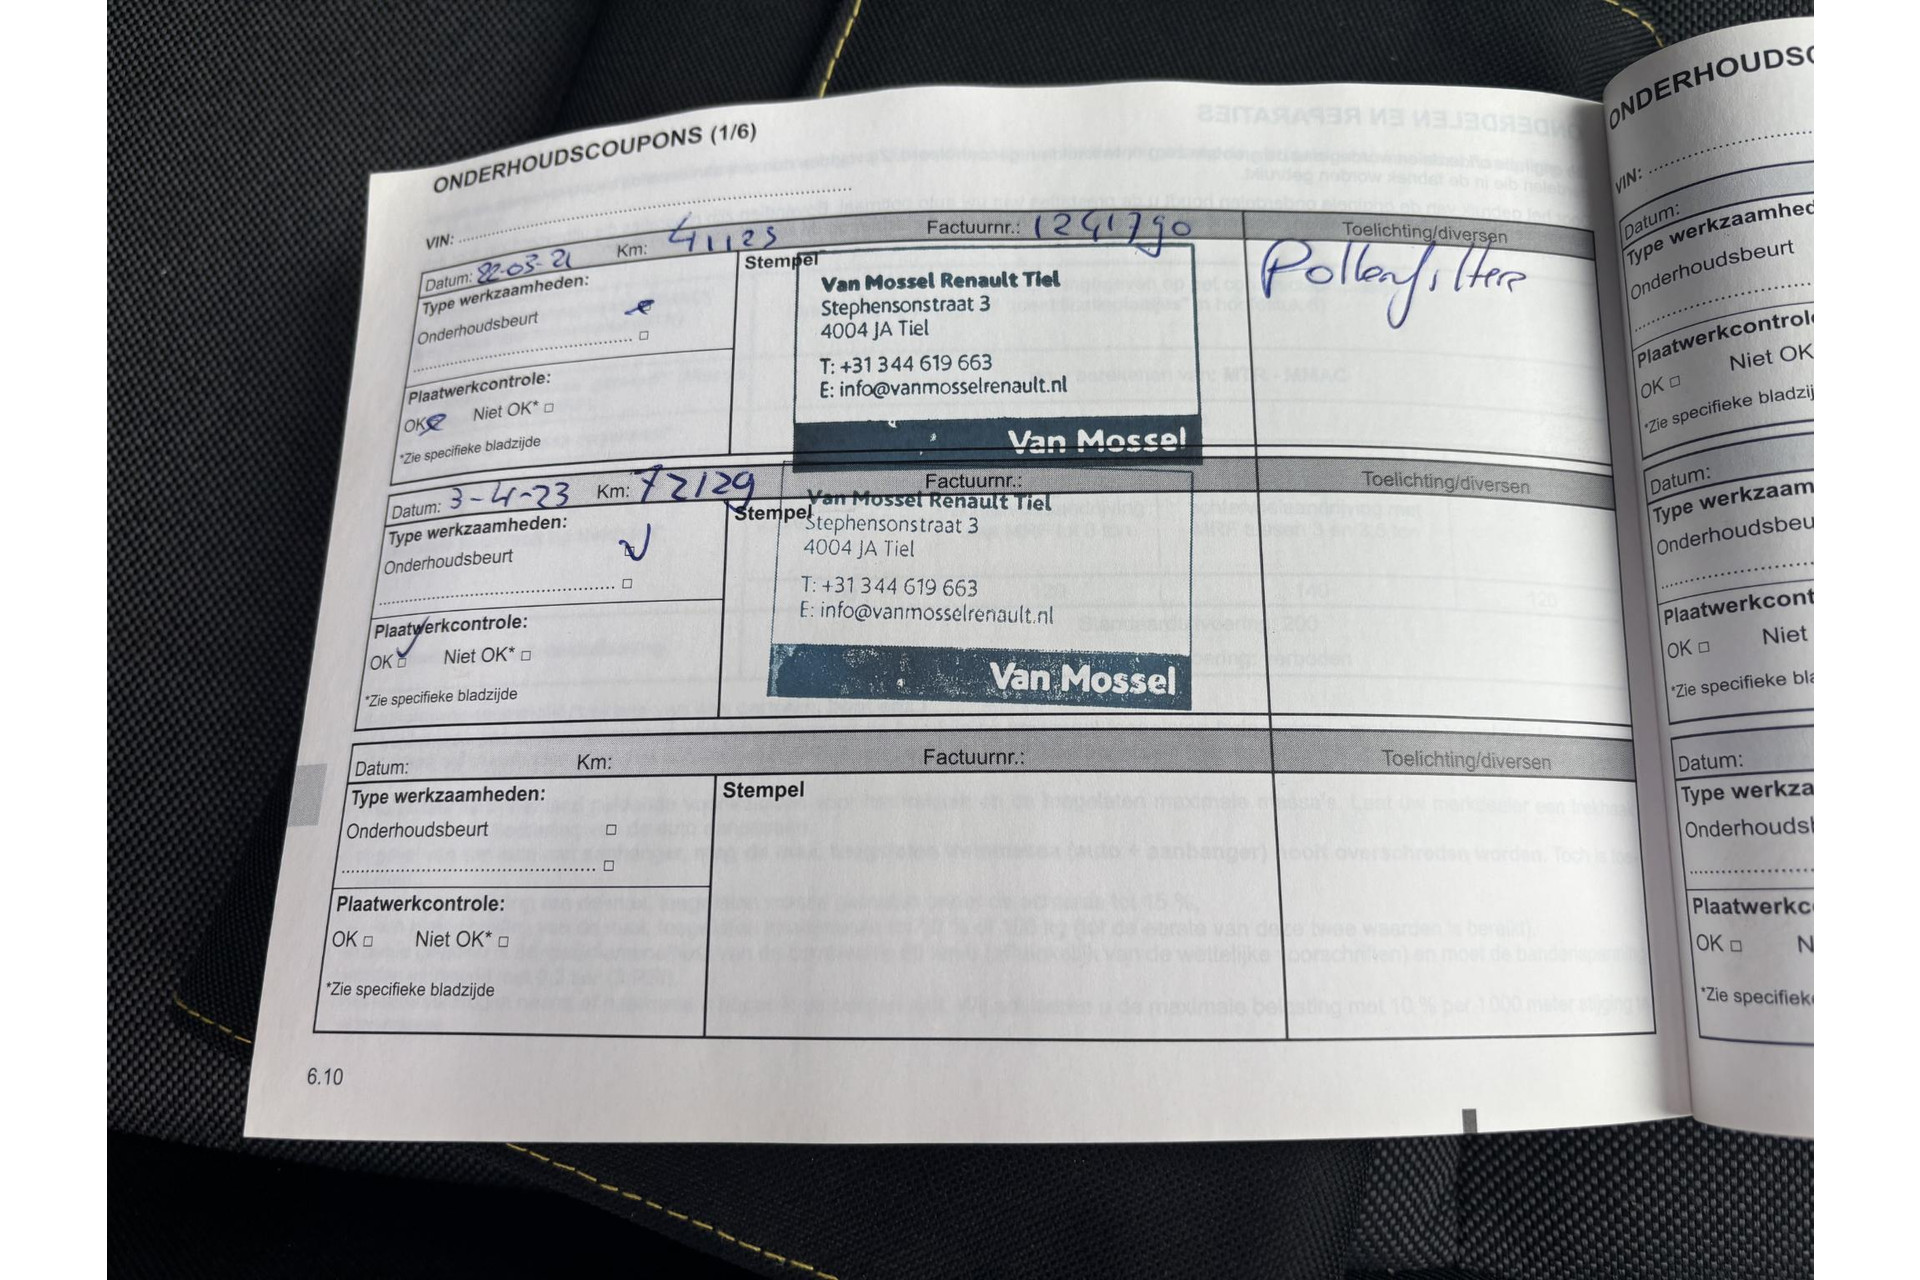 ONDERHOUDSCOUPONS (1/6)
VIN:
Datum: 22-03-21 Km: 41123 Factuurnr.: 1241790 Toelichting/diversen
Type werkzaamheden:
Onderhoudsbeurt
Plaatwerkcontrole:
OK Niet OK*
*Zie specifieke bladzijde
Stempel
Van Mossel Renault Tiel
Stephensonstraat 3
4004 JA Tiel
T: +31 344 619 663
E: info@vanmosselrenault.nl
Van Mossel
Pollenfilter
Datum: 3-4-23 Km: 72129 Factuurnr.: Toelichting/diversen
Type werkzaamheden:
Onderhoudsbeurt
Plaatwerkcontrole:
OK Niet OK*
*Zie specifieke bladzijde
Stempel
Van Mossel Renault Tiel
Stephensonstraat 3
4004 JA Tiel
T: +31 344 619 663
E: info@vanmosselrenault.nl
Van Mossel
Datum: Km: Factuurnr.: Toelichting/diversen
Type werkzaamheden:
Onderhoudsbeurt
Plaatwerkcontrole:
OK Niet OK*
*Zie specifieke bladzijde
Stempel
6.10
ONDERHOUDSC
VIN:
Datum:
Type werkzaamhed
Onderhoudsbeurt
Plaatwerkcontrol
OK Niet OK
*Zie specifieke bladzij
Datum:
Type werkzaam
Onderhoudsbeu
Plaatwerkcont
OK Niet
*Zie specifieke bla
Datum:
Type werkza
Onderhouds
Plaatwerkc
OK N
*Zie specifiek